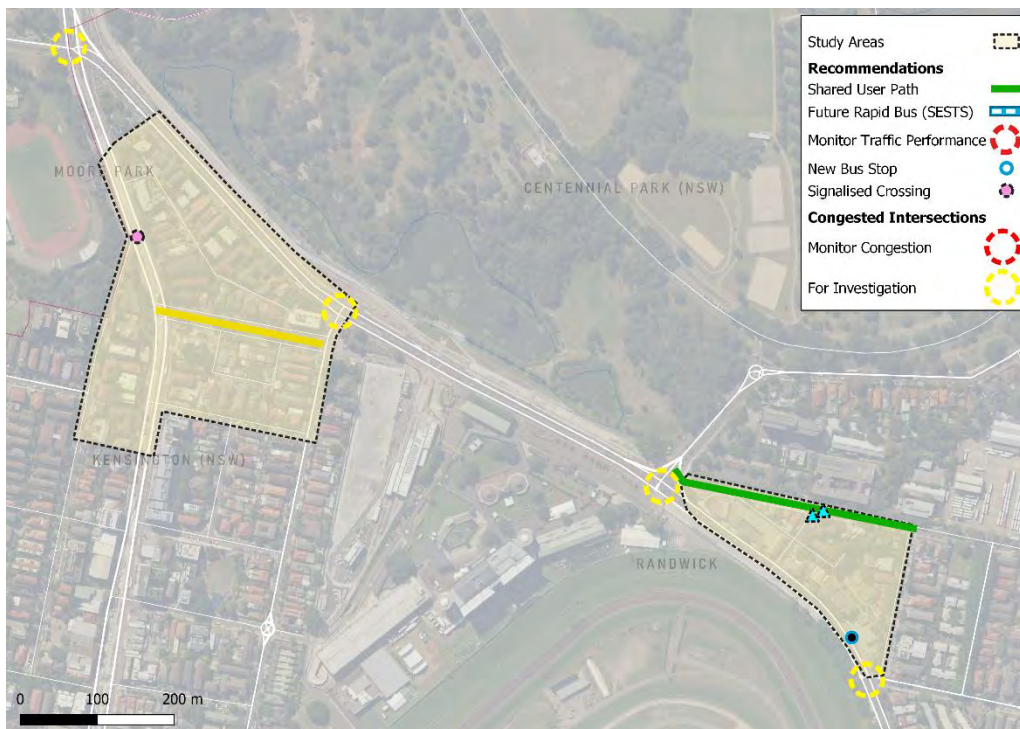 Study Areas
Recommendations
Shared User Path
Future Rapid Bus (SESTS)
Monitor Traffic Performance
New Bus Stop
Signalised Crossing
Congested Intersections
Monitor Congestion
For Investigation
MOORE PARK
CENTENNIAL PARK (NSW)
KENSINGTON (NSW)
RANDWICK
0 100 200 m